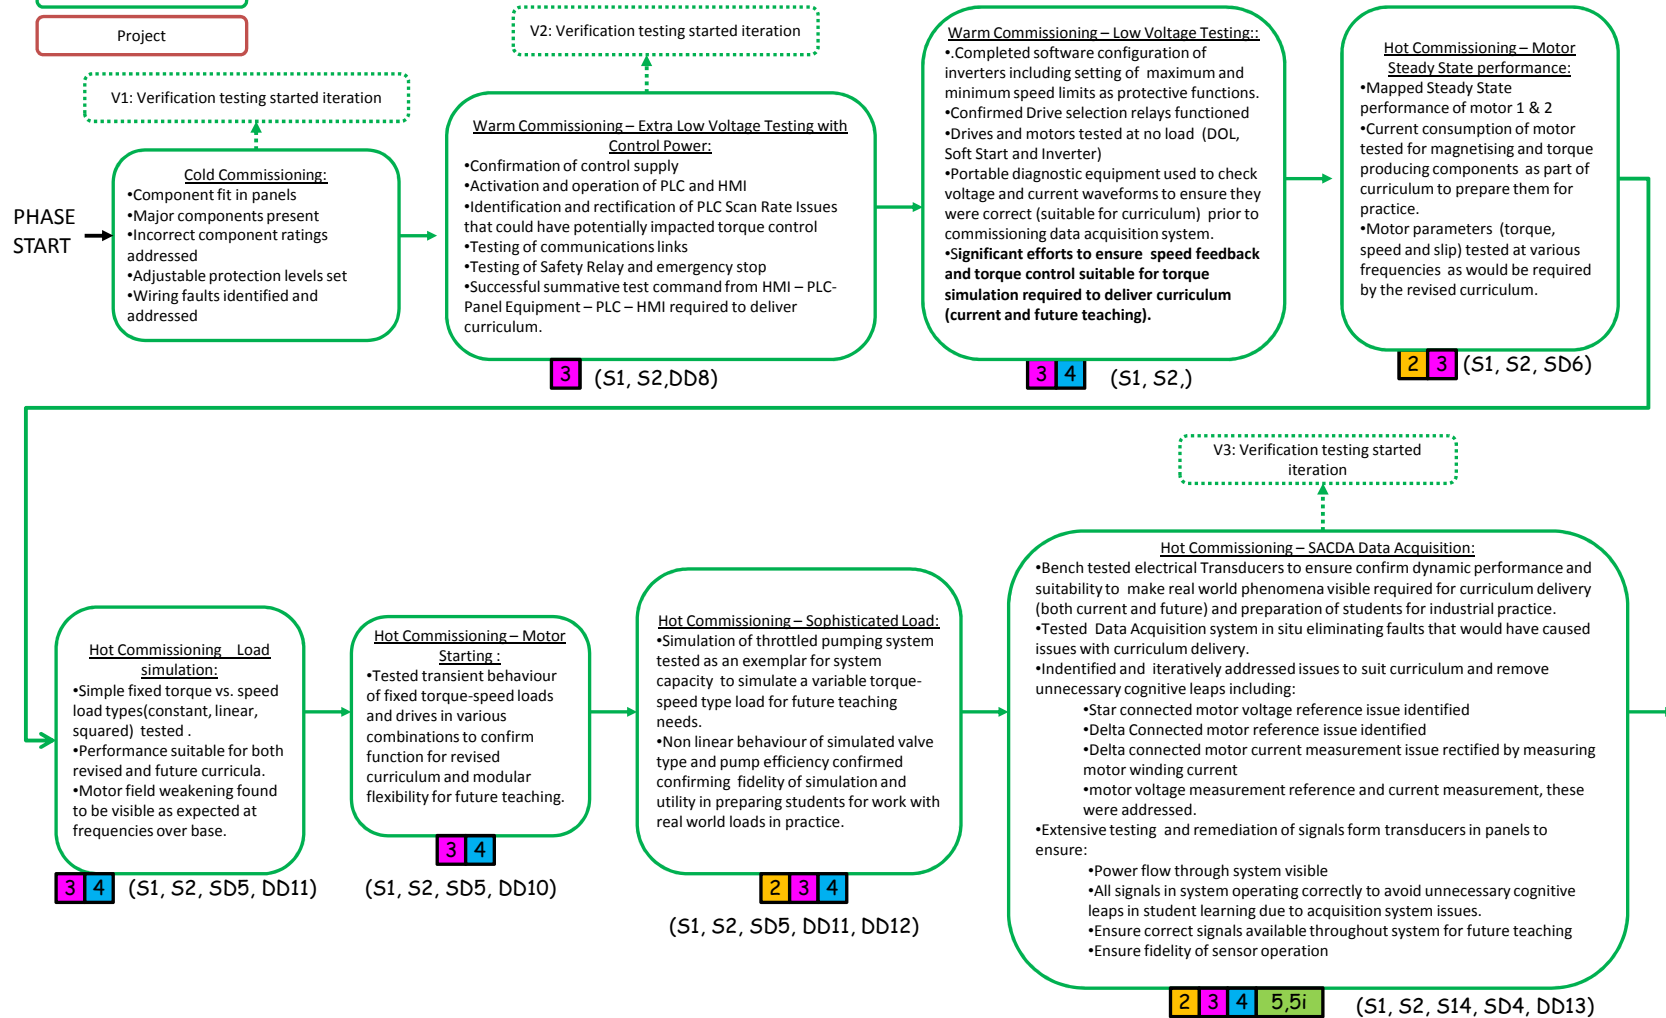 Project
V1: Verification testing started iteration
V2: Verification testing started iteration
PHASE
START
Cold Commissioning:
•Component fit in panels
•Major components present
•Incorrect component ratings
addressed
•Adjustable protection levels set
•Wiring faults identified and
addressed
Warm Commissioning – Extra Low Voltage Testing with
Control Power:
•Confirmation of control supply
•Activation and operation of PLC and HMI
•Identification and rectification of PLC Scan Rate Issues
that could have potentially impacted torque control
•Testing of communications links
•Testing of Safety Relay and emergency stop
•Successful summative test command from HMI – PLC-
Panel Equipment – PLC – HMI required to deliver
curriculum.
3 (S1, S2,DD8)
Warm Commissioning – Low Voltage Testing::
•.Completed software configuration of
inverters including setting of maximum and
minimum speed limits as protective functions.
•Confirmed Drive selection relays functioned
•Drives and motors tested at no load (DOL,
Soft Start and Inverter)
•Portable diagnostic equipment used to check
voltage and current waveforms to ensure they
were correct (suitable for curriculum) prior to
commissioning data acquisition system.
•Significant efforts to ensure speed feedback
and torque control suitable for torque
simulation required to deliver curriculum
(current and future teaching).
3 4 (S1, S2,)
Hot Commissioning – Motor
Steady State performance:
•Mapped Steady State
performance of motor 1 & 2
•Current consumption of motor
tested for magnetising and torque
producing components as part of
curriculum to prepare them for
practice.
•Motor parameters (torque,
speed and slip) tested at various
frequencies as would be required
by the revised curriculum.
2 3 (S1, S2, SD6)
Hot Commissioning Load
simulation:
•Simple fixed torque vs. speed
load types(constant, linear,
squared) tested .
•Performance suitable for both
revised and future curricula.
•Motor field weakening found
to be visible as expected at
frequencies over base.
3 4 (S1, S2, SD5, DD11)
Hot Commissioning – Motor
Starting :
•Tested transient behaviour
of fixed torque-speed loads
and drives in various
combinations to confirm
function for revised
curriculum and modular
flexibility for future teaching.
3 4
(S1, S2, SD5, DD10)
Hot Commissioning – Sophisticated Load:
•Simulation of throttled pumping system
tested as an exemplar for system
capacity to simulate a variable torque-
speed type load for future teaching
needs.
•Non linear behaviour of simulated valve
type and pump efficiency confirmed
confirming fidelity of simulation and
utility in preparing students for work with
real world loads in practice.
2 3 4
(S1, S2, SD5, DD11, DD12)
V3: Verification testing started
iteration
Hot Commissioning – SACDA Data Acquisition:
•Bench tested electrical Transducers to ensure confirm dynamic performance and
suitability to make real world phenomena visible required for curriculum delivery
(both current and future) and preparation of students for industrial practice.
•Tested Data Acquisition system in situ eliminating faults that would have caused
issues with curriculum delivery.
•Indentified and iteratively addressed issues to suit curriculum and remove
unnecessary cognitive leaps including:
•Star connected motor voltage reference issue identified
•Delta Connected motor reference issue identified
•Delta connected motor current measurement issue rectified by measuring
motor winding current
•motor voltage measurement reference and current measurement, these
were addressed.
•Extensive testing and remediation of signals form transducers in panels to
ensure:
•Power flow through system visible
•All signals in system operating correctly to avoid unnecessary cognitive
leaps in student learning due to acquisition system issues.
•Ensure correct signals available throughout system for future teaching
•Ensure fidelity of sensor operation
2 3 4 5,5i (S1, S2, S14, SD4, DD13)